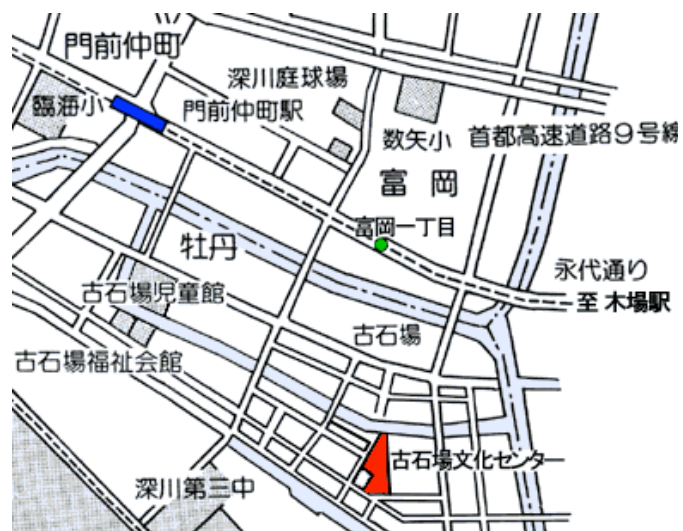 門前仲町
深川庭球場
臨海小
門前仲町駅
数矢小
首都高速道路9号線
富岡
富岡一丁目
牡丹
永代通り
古石場児童館
至 木場駅
古石場
古石場福祉会館
古石場文化センター
深川第三中